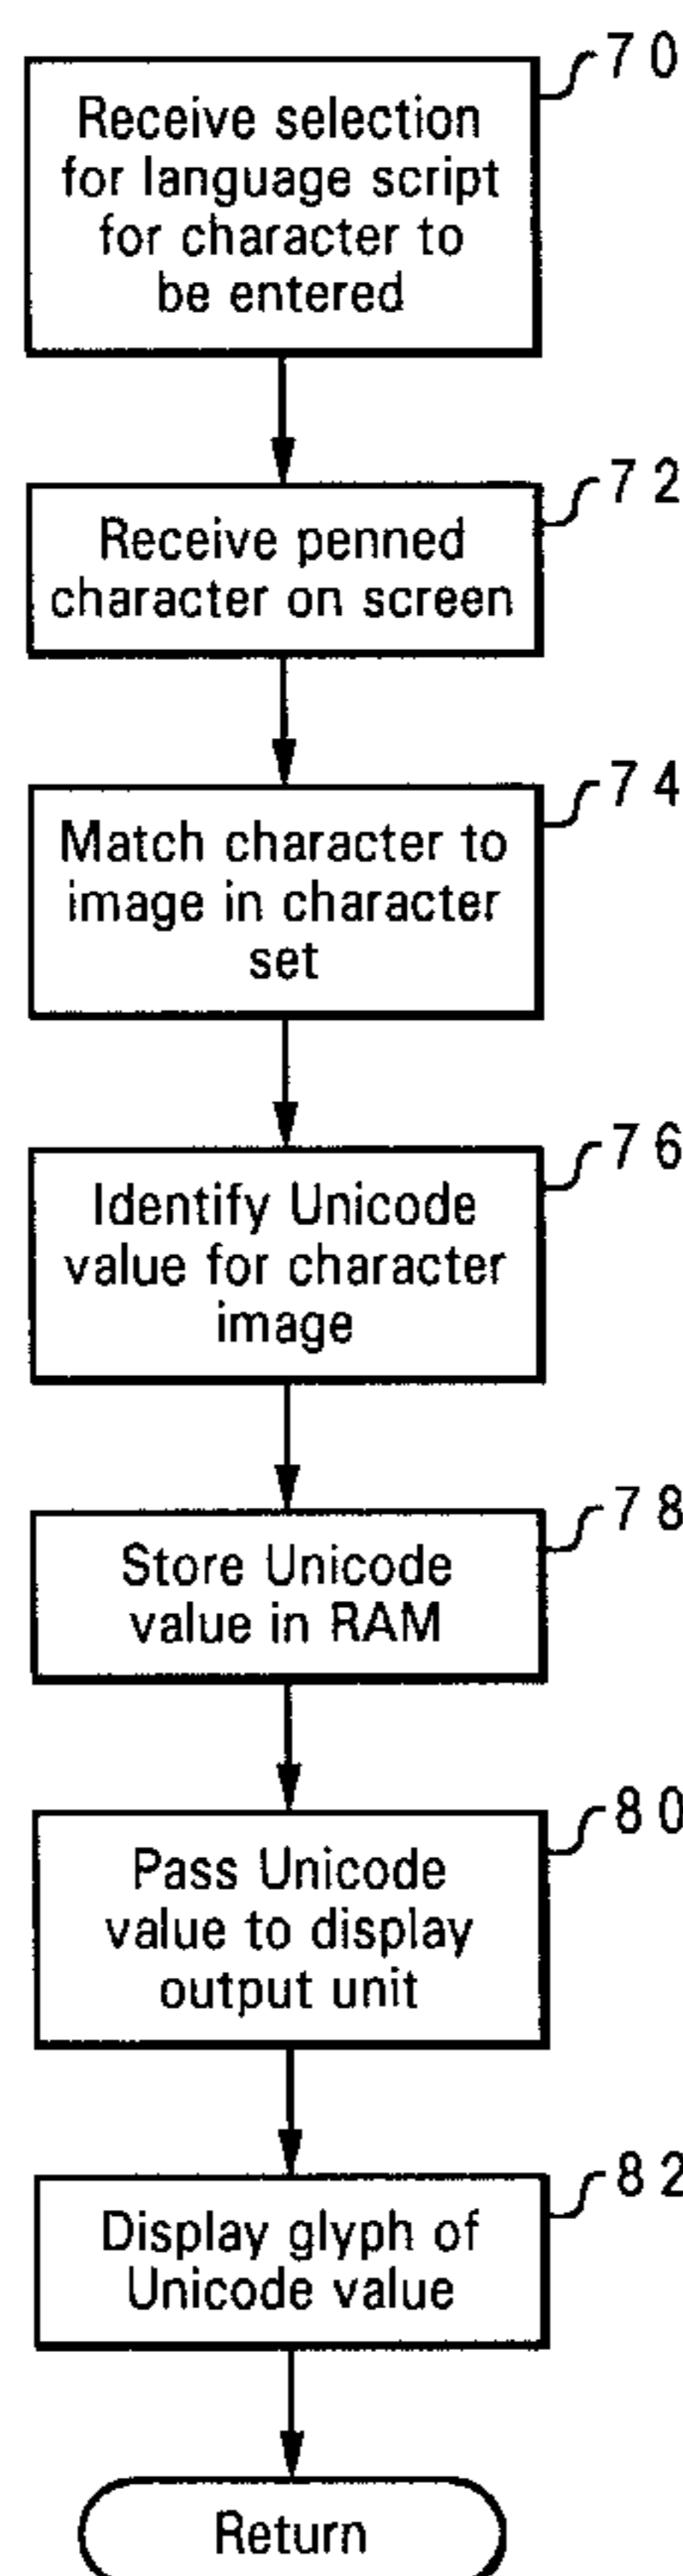 70
Receive selection
for language script
for character to
be entered
72
Receive penned
character on screen
74
Match character to
image in character
set
76
Identify Unicode
value for character
image
78
Store Unicode
value in RAM
80
Pass Unicode
value to display
output unit
82
Display glyph of
Unicode value
Return